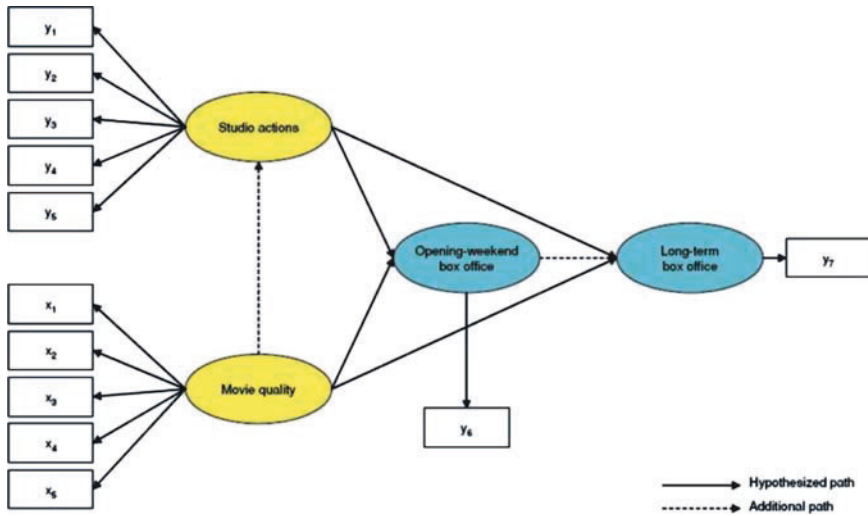 y₁
y₂
y₃
y₄
y₅
Studio actions
Opening-weekend
box office
Long-term
box office
y₇
x₁
x₂
x₃
x₄
x₅
Movie quality
y₆
Hypothesized path
Additional path